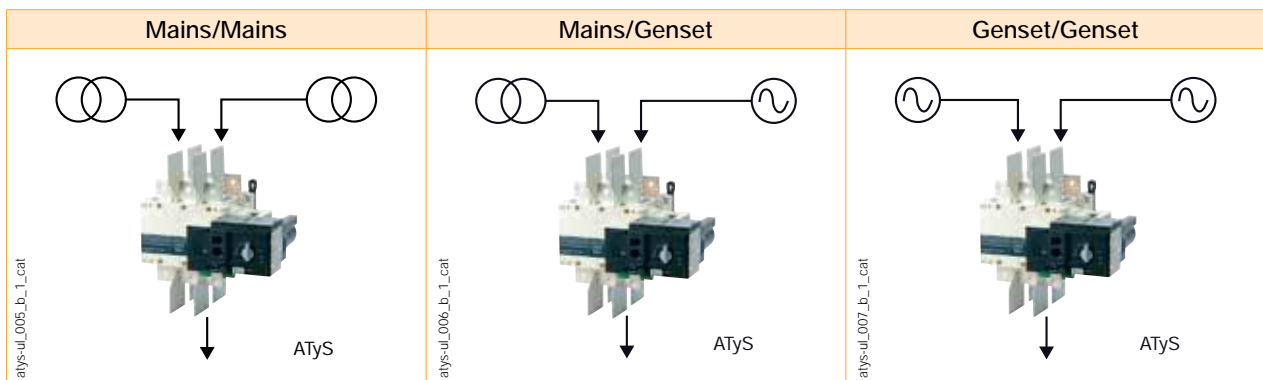 Mains/Mains
Mains/Genset
Genset/Genset
atys-ul_005_b_1_cat
ATyS
atys-ul_006_b_1_cat
ATyS
atys-ul_007_b_1_cat
ATyS